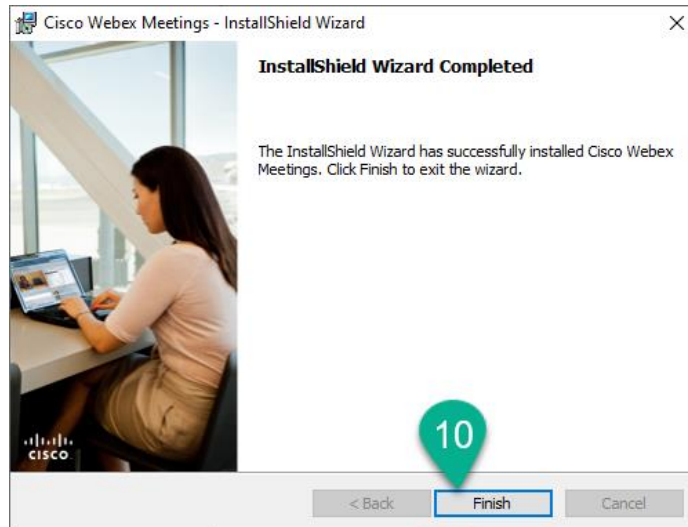 Cisco Webex Meetings - InstallShield Wizard
InstallShield Wizard Completed
The InstallShield Wizard has successfully installed Cisco Webex
Meetings. Click Finish to exit the wizard.
CISCO
10
< Back
Finish
Cancel